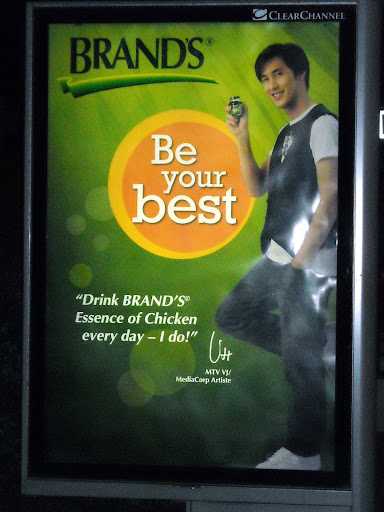 CLEARCHANNEL
BRAND'S®
Be
your
best
"Drink BRAND'S®
Essence of Chicken
every day – I do!"
MTV VJ/
MediaCorp Artiste